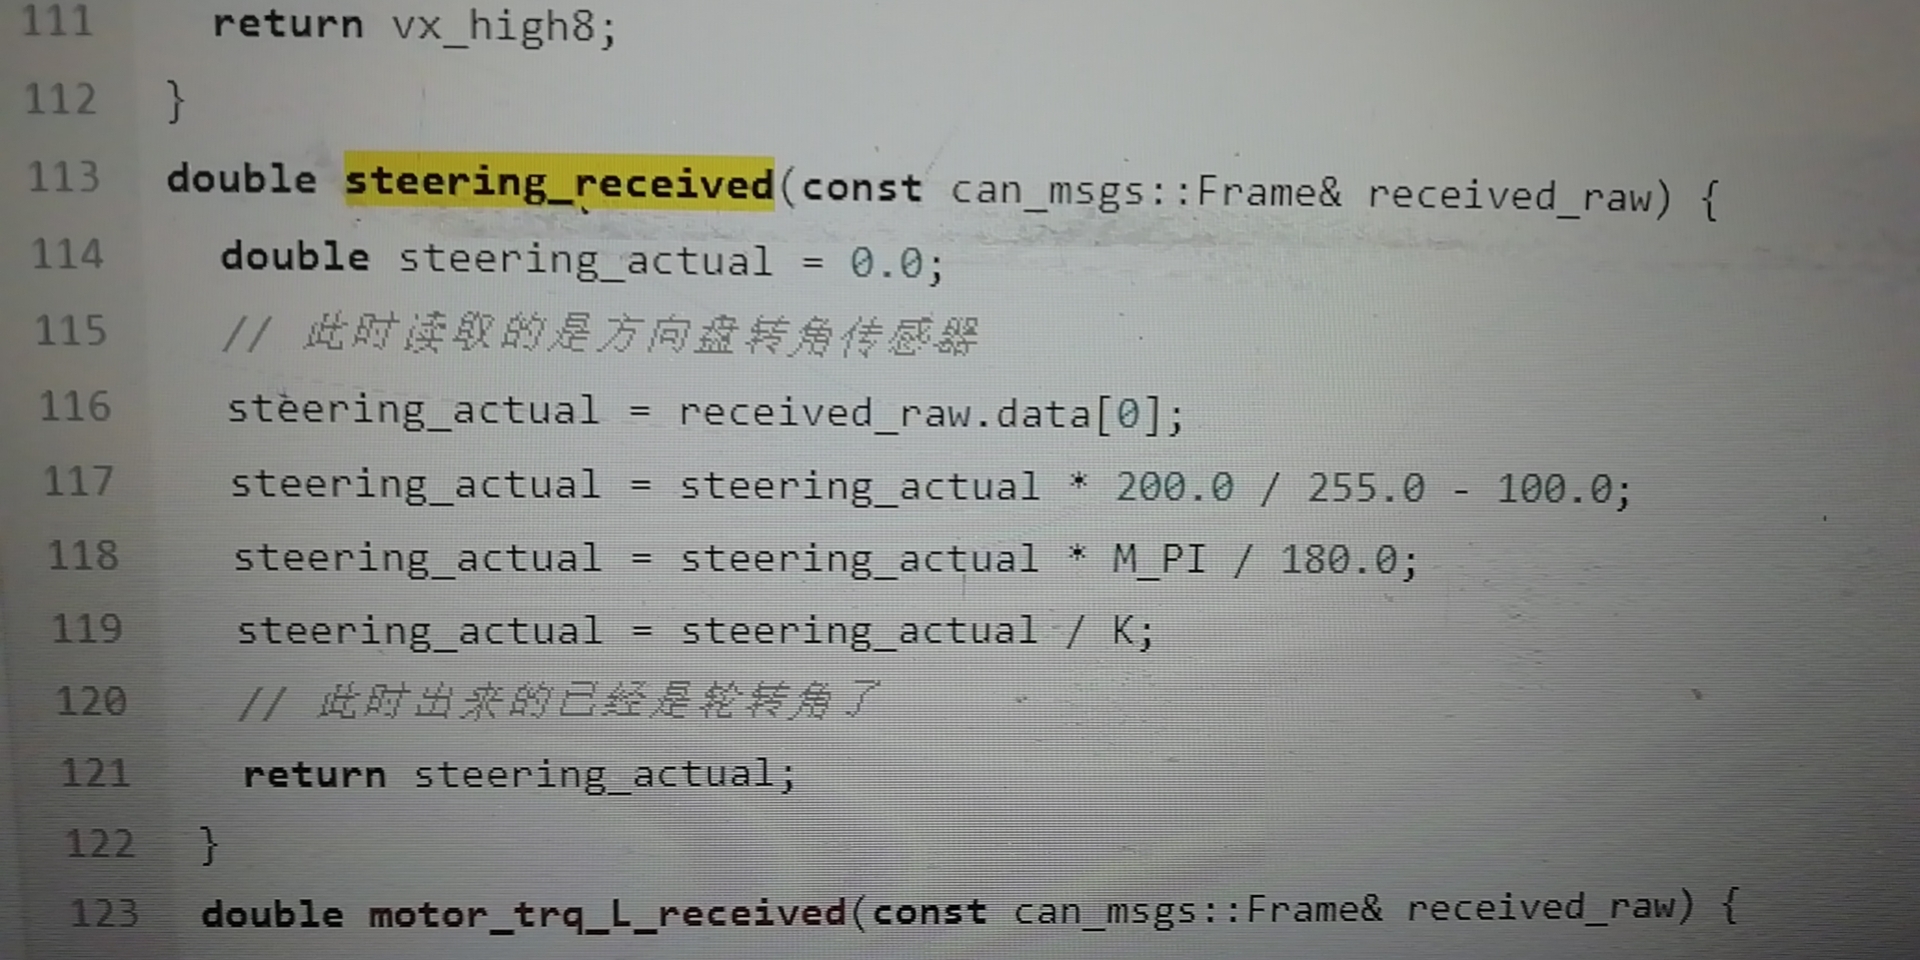 111 return vx_high8;
112 }
113 double steering_received(const can_msgs::Frame& received_raw) {
114 double steering_actual = 0.0;
115 // 此时读取的是方向盘转角传感器
116 steering_actual = received_raw.data[0];
117 steering_actual = steering_actual * 200.0 / 255.0 - 100.0;
118 steering_actual = steering_actual * M_PI / 180.0;
119 steering_actual = steering_actual / K;
120 // 此时出来的已经是轮转角了
121 return steering_actual;
122 }
123 double motor_trq_L_received(const can_msgs::Frame& received_raw) {